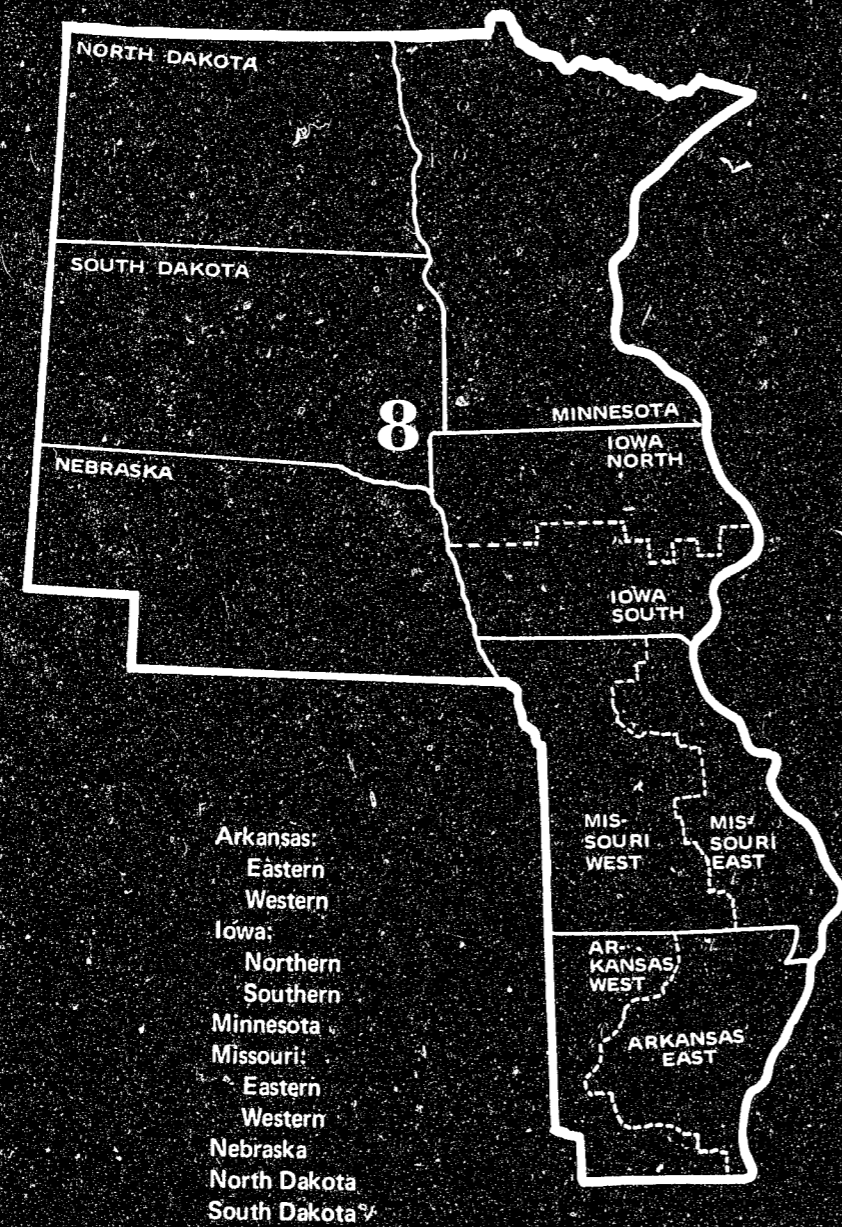 NORTH DAKOTA
SOUTH DAKOTA
8
MINNESOTA
IOWA
NORTH
NEBRASKA
IOWA
SOUTH
MIS-
SOURI
WEST
MIS-
SOURI
EAST
AR-
KANSAS
WEST
ARKANSAS
EAST
Arkansas:
Eastern
Western
Iowa:
Northern
Southern
Minnesota
Missouri:
Eastern
Western
Nebraska
North Dakota
South Dakota